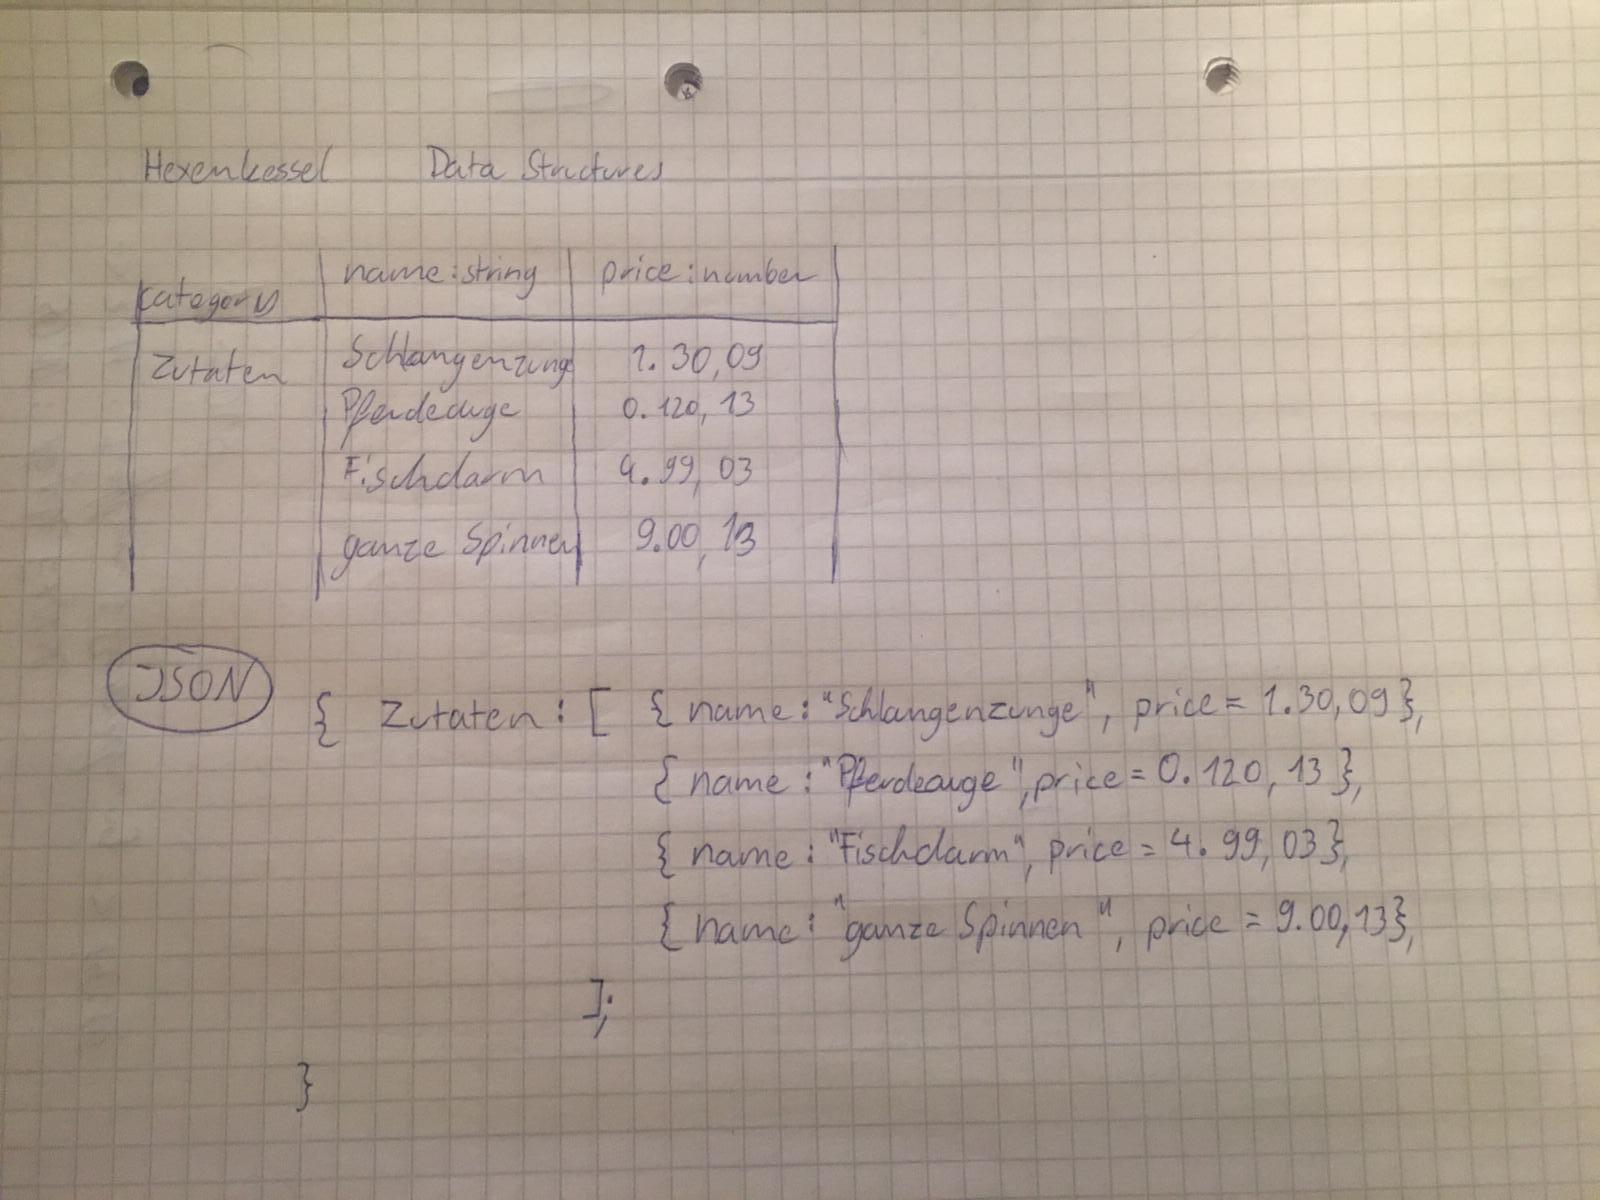 Hexenkessel Data Structures
category name:string price:number
Zutaten Schlangenzunge 1.30,09
Pferdeauge 0.120,13
Fischdarm 4.99,03
ganze Spinnen 9.00,13
JSON { Zutaten: [ { name: "Schlangenzunge", price = 1.30,09 },
{ name: "Pferdeauge", price = 0.120, 13 },
{ name: "Fischdarm", price = 4.99,03 },
{ name: "ganze Spinnen", price = 9.00,13 },
];
}